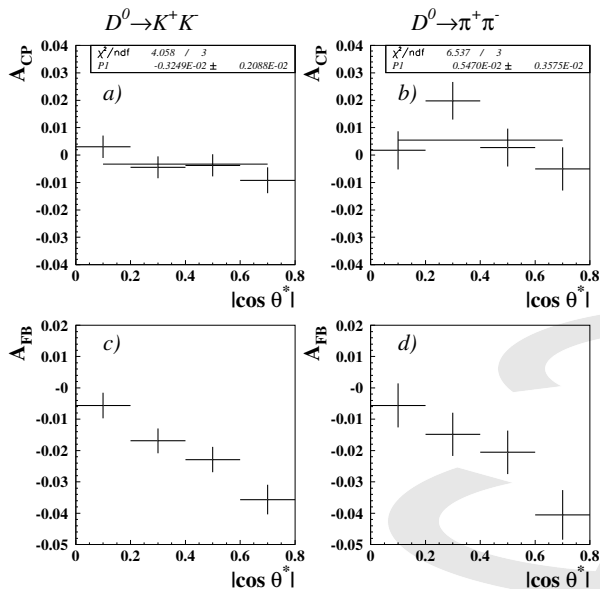 D⁰→K⁺K⁻
D⁰→π⁺π⁻
A_CP
0.04
0.03
0.02
0.01
0
-0.01
-0.02
-0.03
-0.04
χ²/ndf 4.058 / 3
P1 -0.3249E-02 ± 0.2088E-02
a)
0 0.2 0.4 0.6 0.8
|cos θ*|
A_CP
0.04
0.03
0.02
0.01
0
-0.01
-0.02
-0.03
-0.04
χ²/ndf 6.537 / 3
P1 0.5470E-02 ± 0.3575E-02
b)
0 0.2 0.4 0.6 0.8
|cos θ*|
A_FB
0.02
0.01
-0
-0.01
-0.02
-0.03
-0.04
-0.05
c)
0 0.2 0.4 0.6 0.8
|cos θ*|
A_FB
0.02
0.01
-0
-0.01
-0.02
-0.03
-0.04
-0.05
d)
0 0.2 0.4 0.6 0.8
|cos θ*|